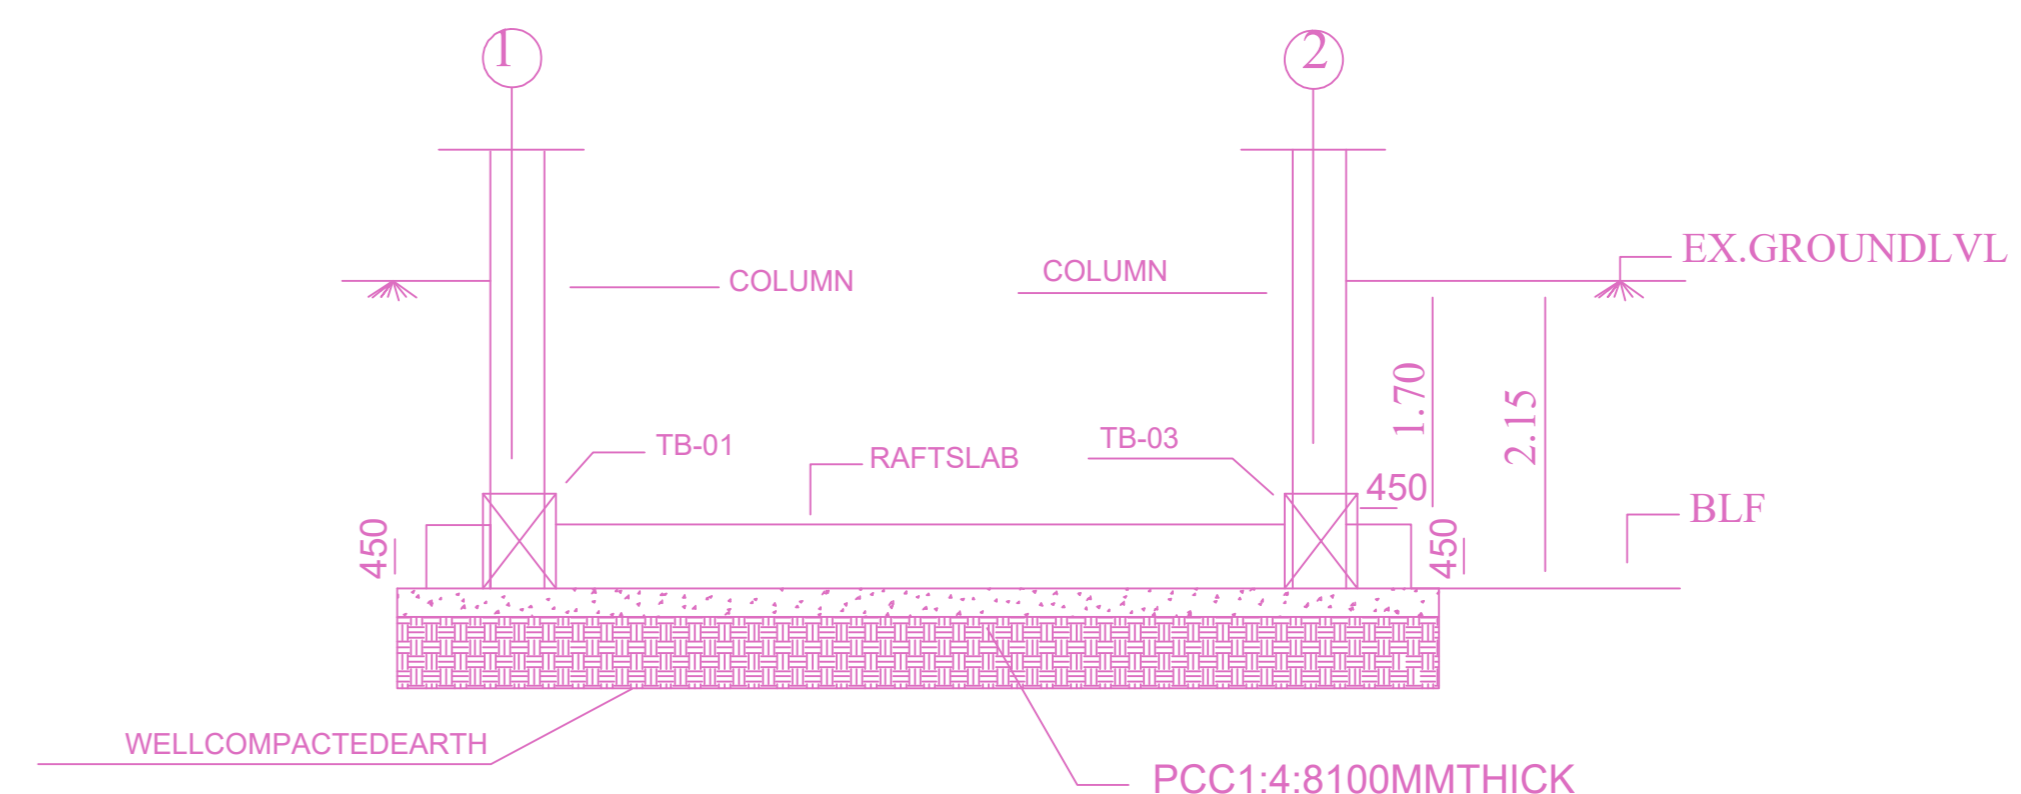 1
2
EX.GROUNDLVL
COLUMN
COLUMN
1.70
2.15
TB-01
RAFTSLAB
TB-03
450
BLF
450
450
WELLCOMPACTEDEARTH
PCC1:4:8100MMTHICK